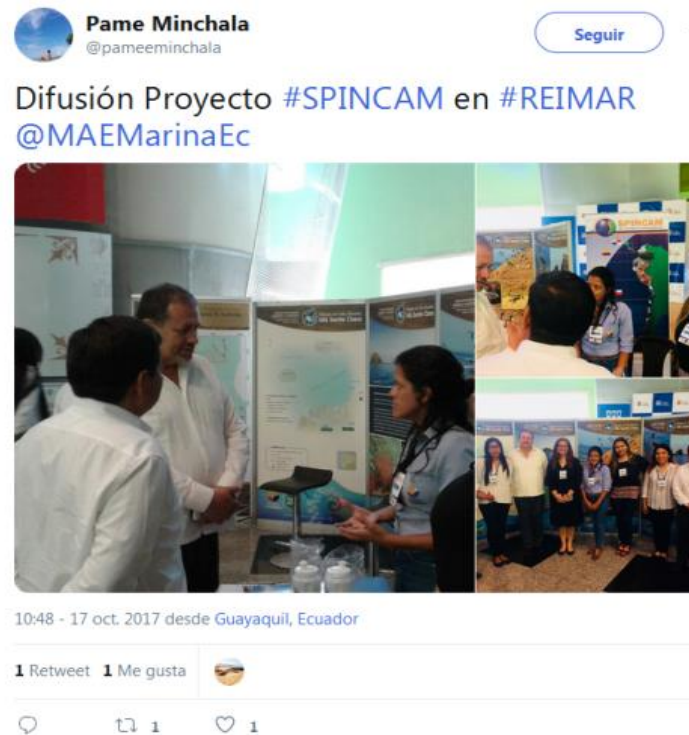 Pame Minchala
@pameeminchala
Seguir
Difusión Proyecto #SPINCAM en #REIMAR
@MAEMarinaEc
SPINCAM
10:48 - 17 oct. 2017 desde Guayaquil, Ecuador
1 Retweet 1 Me gusta
1 1